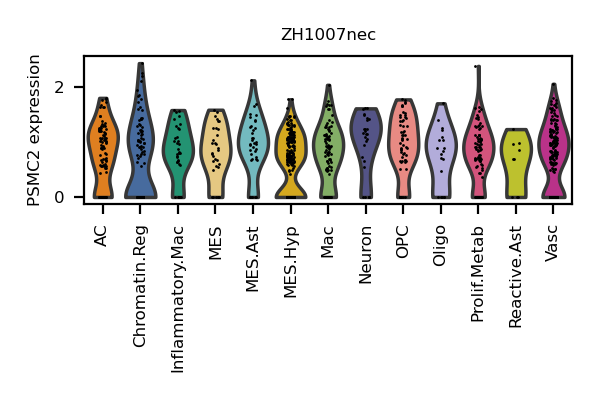 ZH1007nec
PSMC2 expression
2
0
AC
Chromatin.Reg
Inflammatory.Mac
MES
MES.Ast
MES.Hyp
Mac
Neuron
OPC
Oligo
Prolif.Metab
Reactive.Ast
Vasc